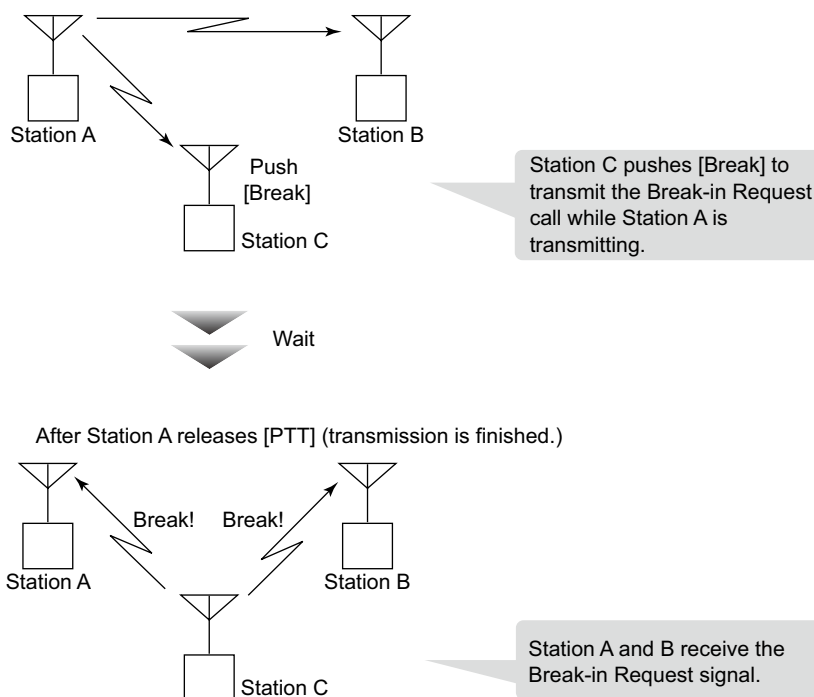 Station A
Station B
Push
[Break]
Station C
Station C pushes [Break] to
transmit the Break-in Request
call while Station A is
transmitting.
Wait
After Station A releases [PTT] (transmission is finished.)
Break!
Break!
Station A
Station B
Station C
Station A and B receive the
Break-in Request signal.